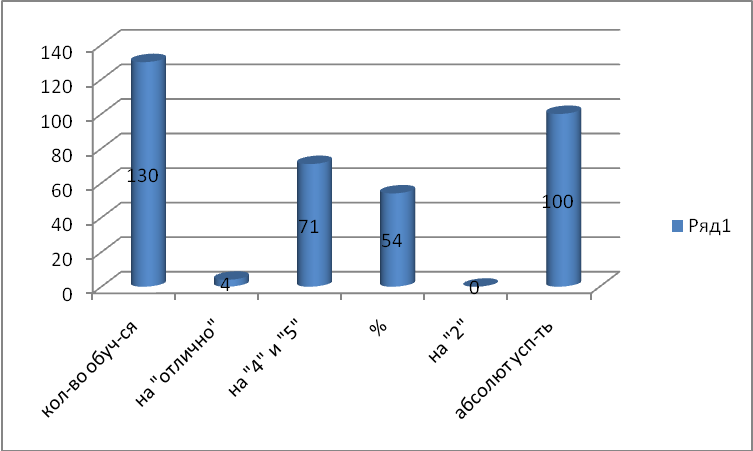 140
120
100
80
60
40
20
0
130
4
71
54
0
100
кол-во обуч-ся
на "отлично"
на "4" и "5"
%
на "2"
абсолют усп-ть
Ряд1